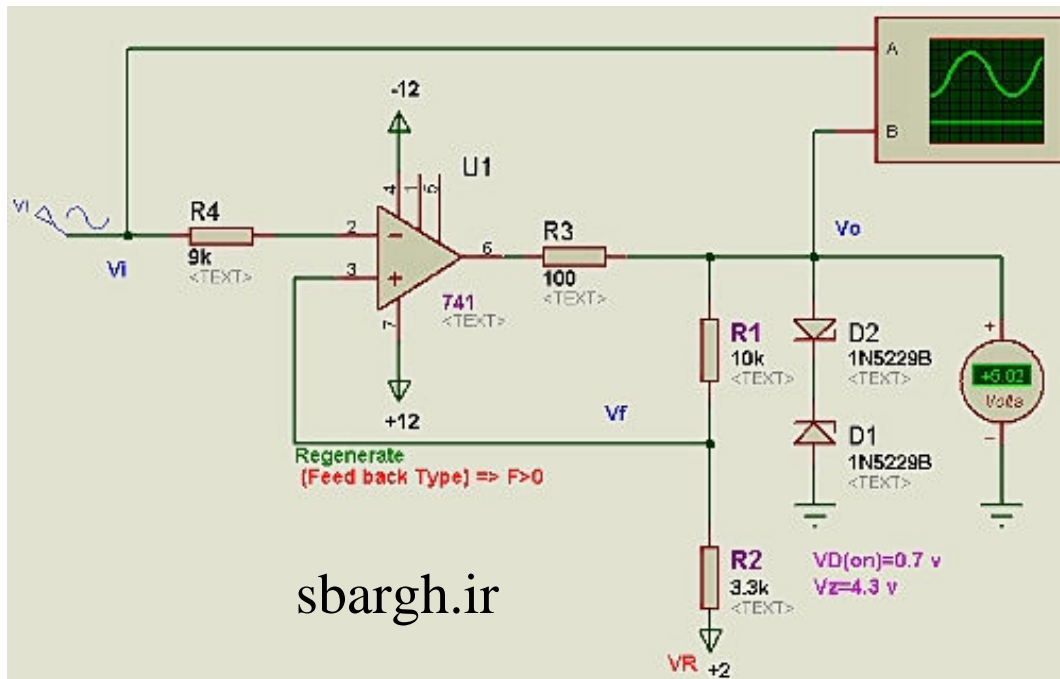 A
B
-12
U1
4
1
5
VI
R4
2
9k
<TEXT>
Vi
3
6
741
<TEXT>
7
+12
R3
100
<TEXT>
Vo
R1
10k
<TEXT>
D2
1N5229B
<TEXT>
+5.02
Volts
Vf
D1
1N5229B
<TEXT>
Regenerate
(Feed back Type) => F>0
R2
3.3k
<TEXT>
VD(on)=0.7 v
Vz=4.3 v
sbargh.ir
VR +2